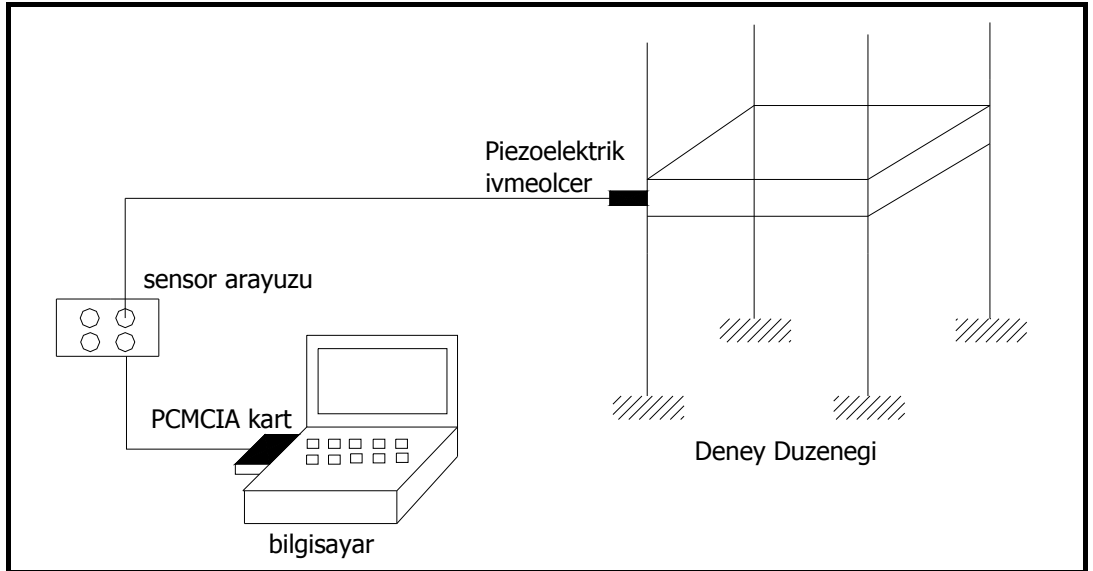 Piezoelektrik
ivmeolcer
sensor arayuzu
PCMCIA kart
Deney Duzenegi
bilgisayar